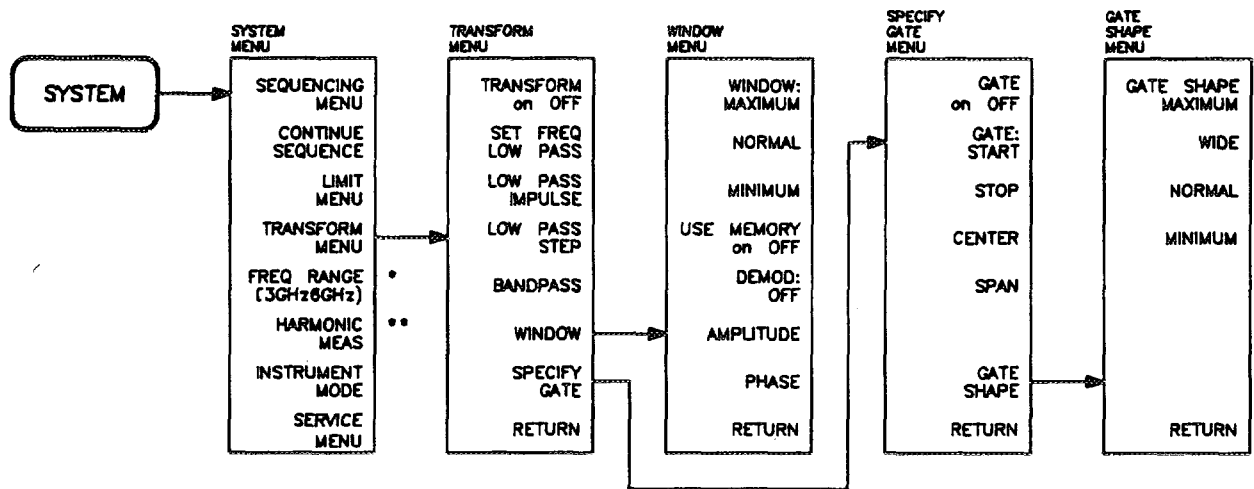 SYSTEM
SYSTEM
MENU
SEQUENCING
MENU
CONTINUE
SEQUENCE
LIMIT
MENU
TRANSFORM
MENU
FREQ RANGE *
[3GHz6GHz)
HARMONIC **
MEAS
INSTRUMENT
MODE
SERVICE
MENU
TRANSFORM
MENU
TRANSFORM
on OFF
SET FREQ
LOW PASS
LOW PASS
IMPULSE
LOW PASS
STEP
BANDPASS
WINDOW
SPECIFY
GATE
RETURN
WINDOW
MENU
WINDOW:
MAXIMUM
NORMAL
MINIMUM
USE MEMORY
on OFF
DEMOD:
OFF
AMPLITUDE
PHASE
RETURN
SPECIFY
GATE
MENU
GATE
on OFF
GATE:
START
STOP
CENTER
SPAN
GATE
SHAPE
RETURN
GATE
SHAPE
MENU
GATE SHAPE
MAXIMUM
WIDE
NORMAL
MINIMUM
RETURN